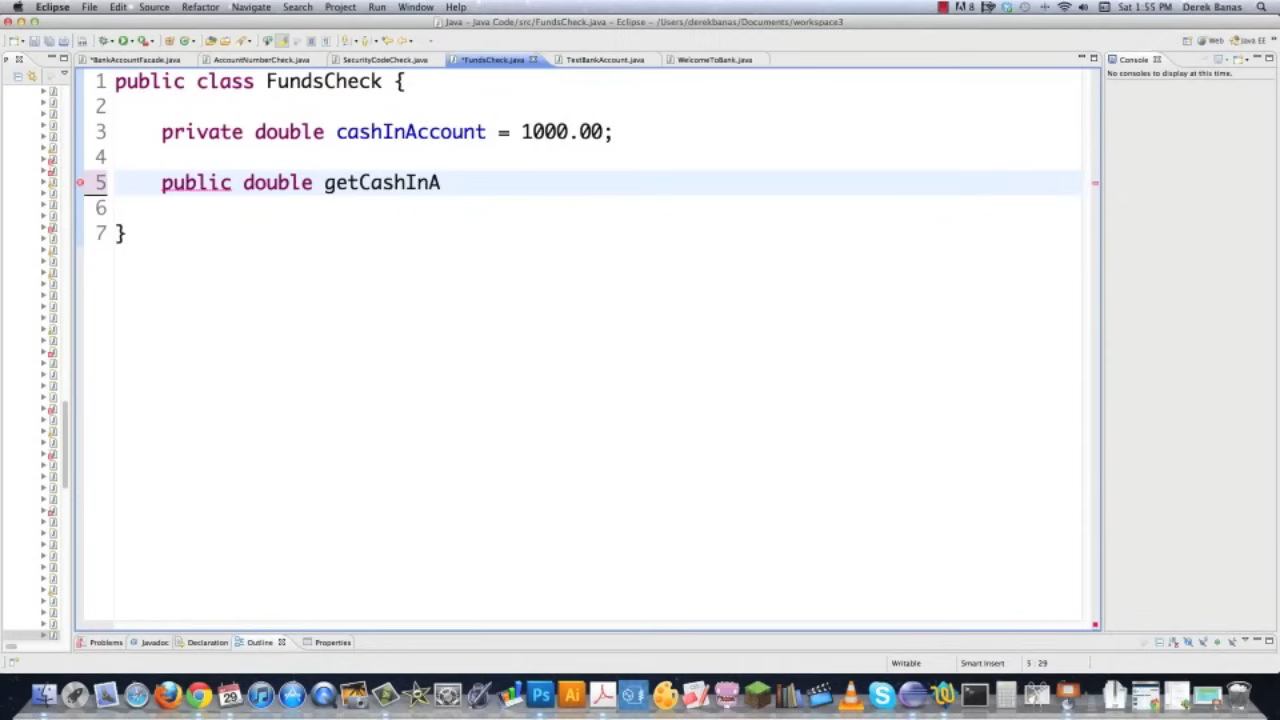 Eclipse File Edit Source Refactor Navigate Search Project Run Window Help Sat 1:55 PM Derek Banas
Java - Java Code/src/FundsCheck.java - Eclipse - /Users/derekbanas/Documents/workspace3
Web Java EE
*BankAccountFacade.java AccountNumberCheck.java SecurityCodeCheck.java *FundsCheck.java TestBankAccount.java WelcomeToBank.java Console
No consoles to display at this time.
1 public class FundsCheck {
2
3 private double cashInAccount = 1000.00;
4
5 public double getCashInA
6
7 }
Problems Javadoc Declaration Outline Properties
Writable Smart Insert 5 : 29